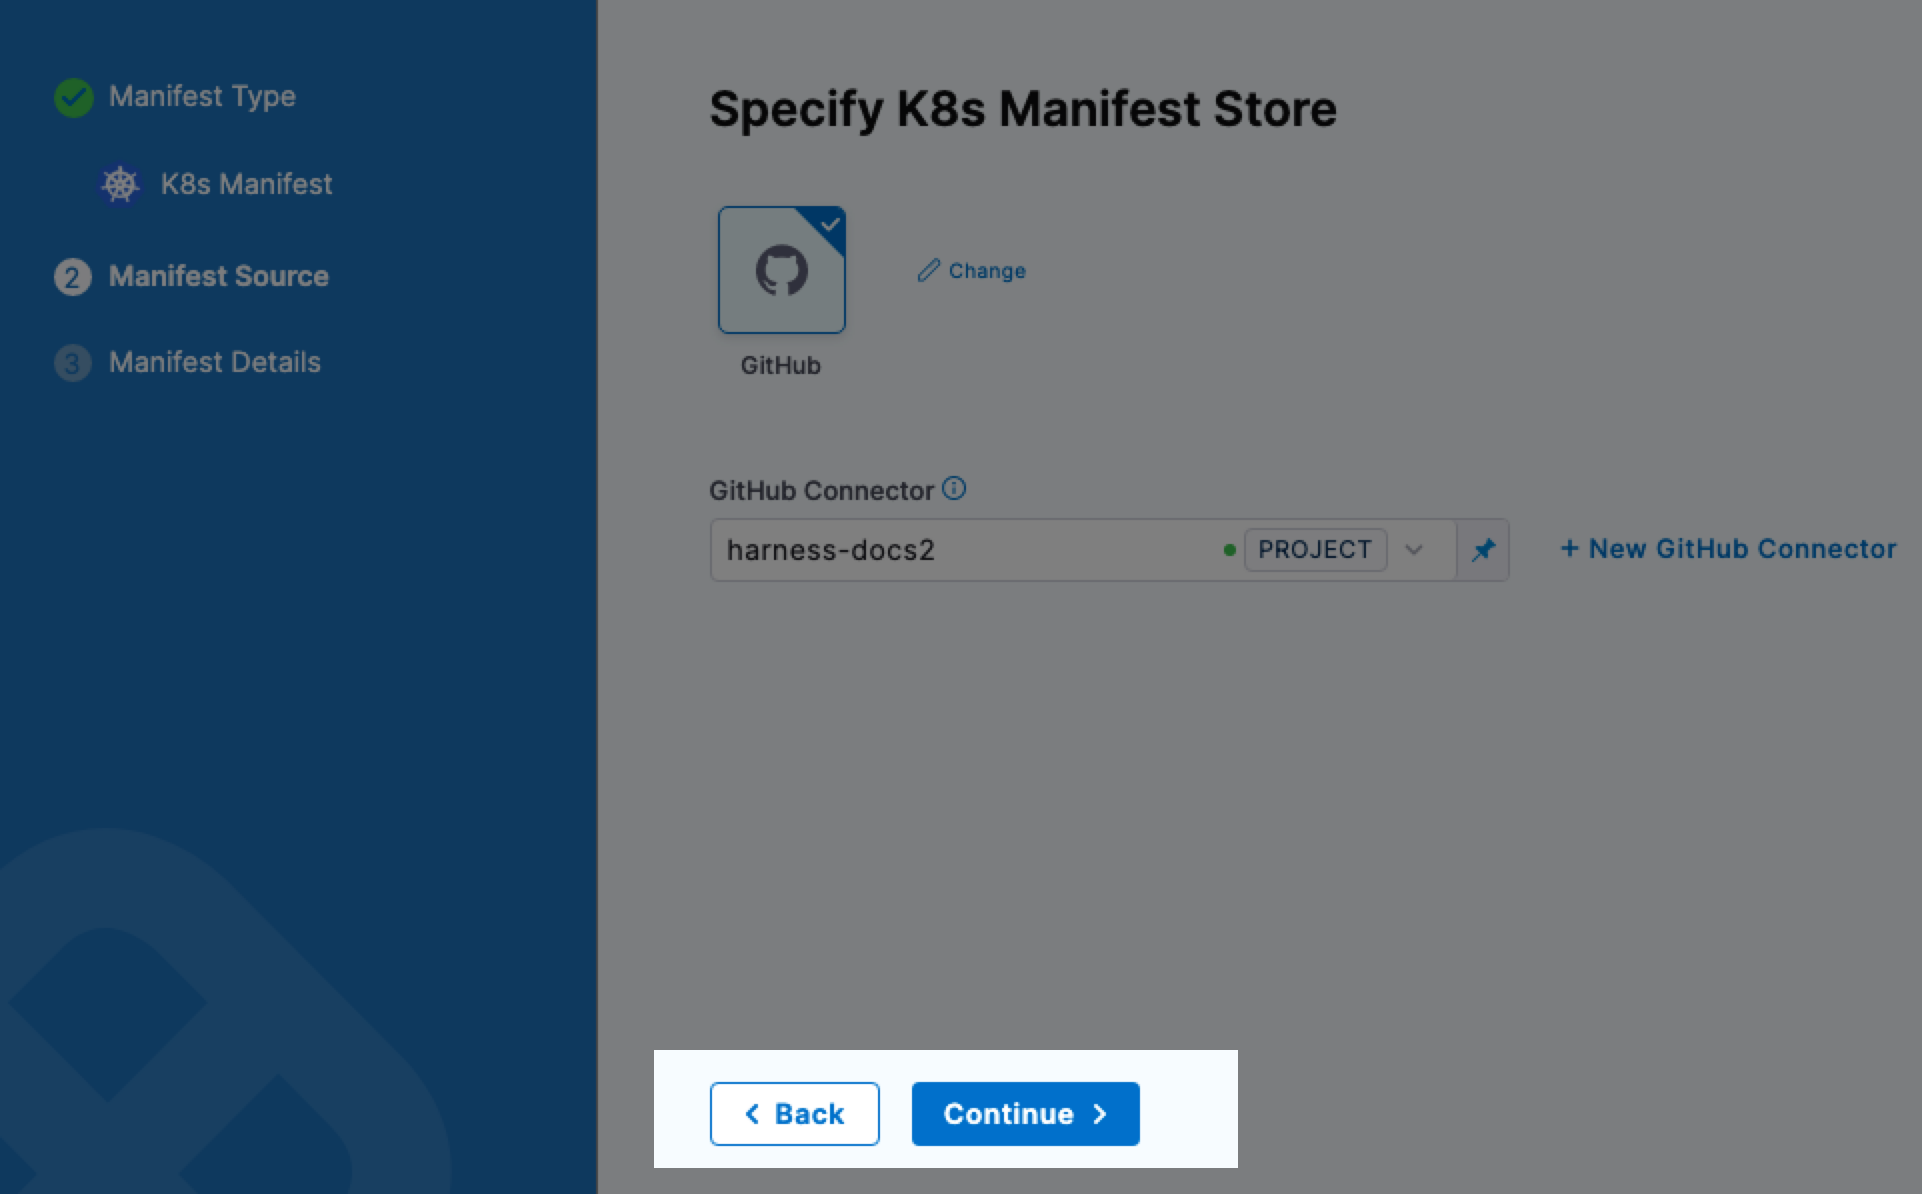 Manifest Type
K8s Manifest
2 Manifest Source
3 Manifest Details
Specify K8s Manifest Store
Change
GitHub
GitHub Connector
harness-docs2 PROJECT
+ New GitHub Connector
Back
Continue